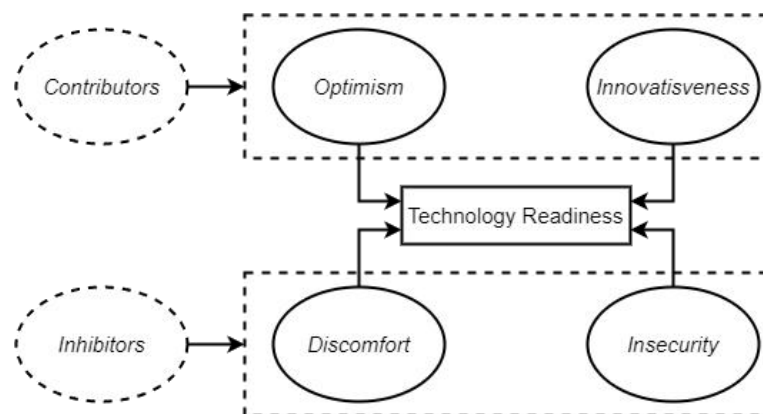 Contributors
Optimism
Innovatisveness
Technology Readiness
Inhibitors
Discomfort
Insecurity